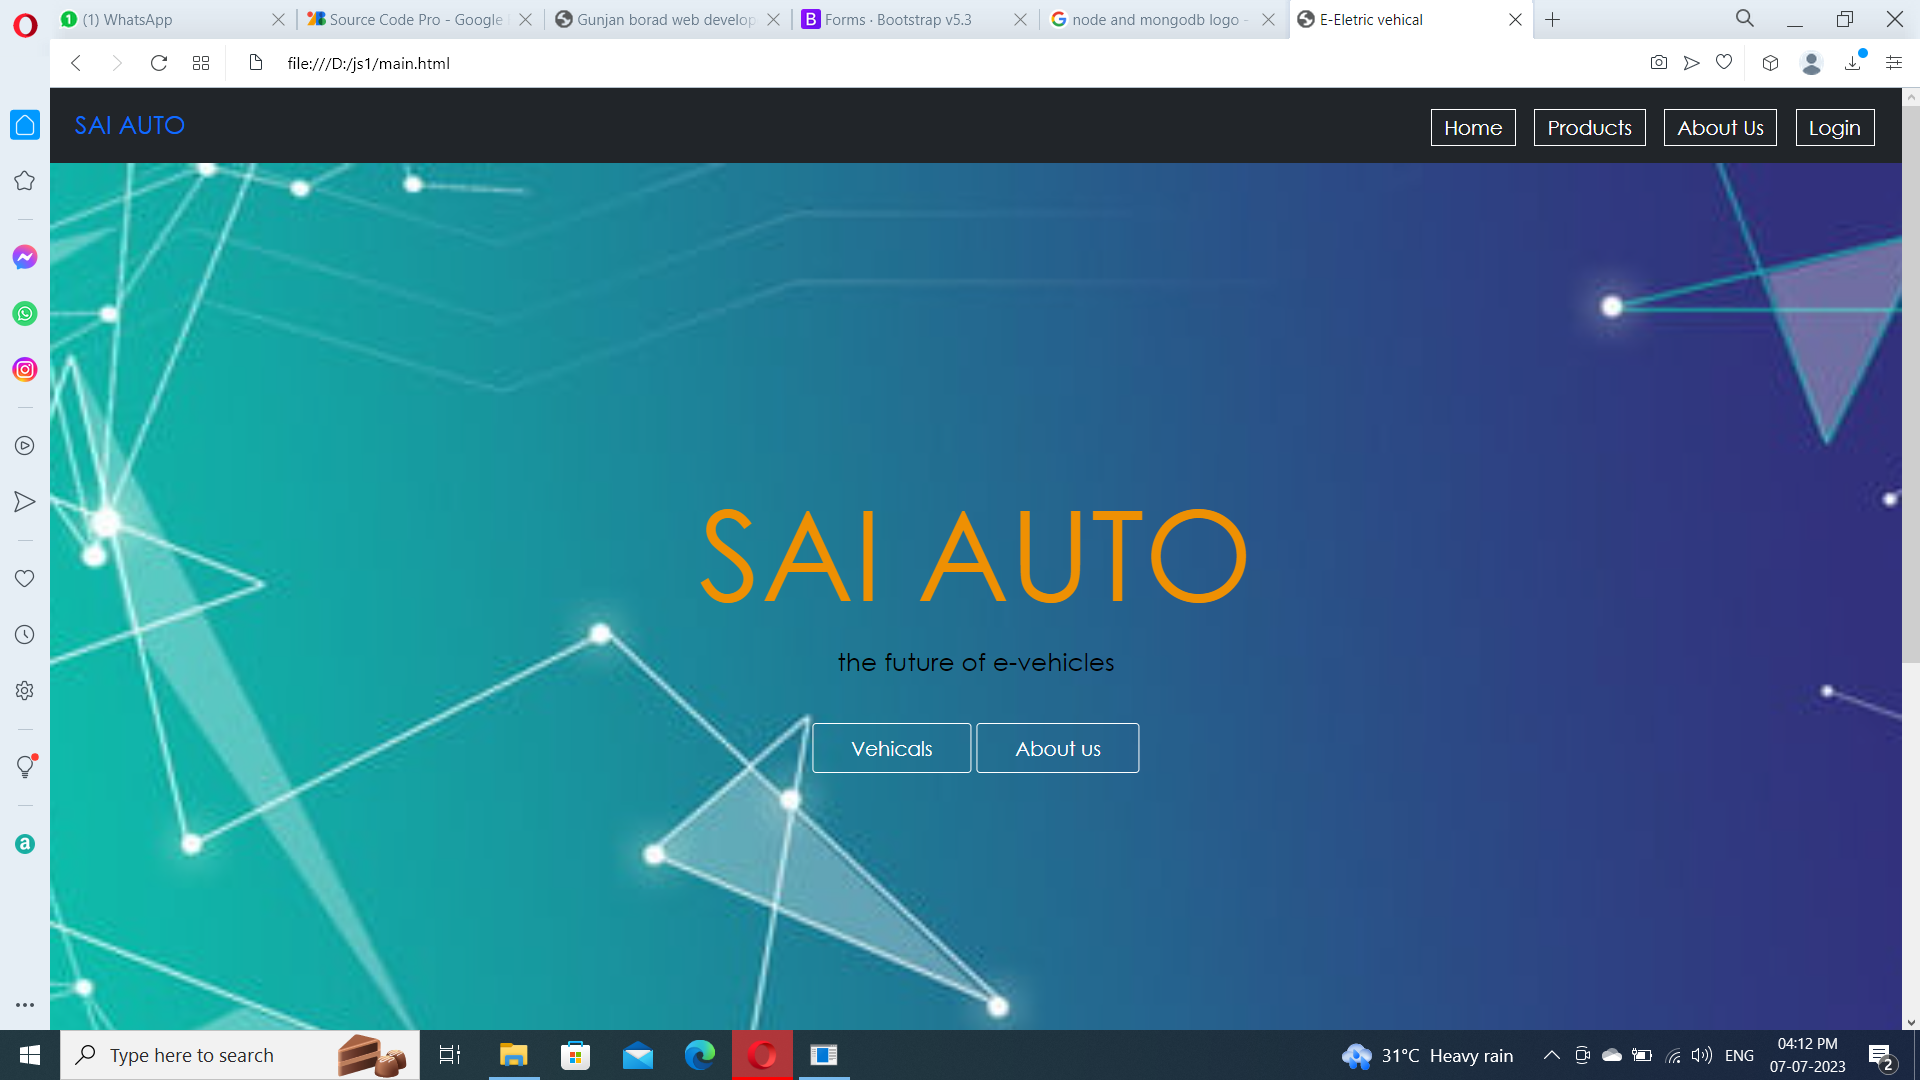 (1) WhatsApp
Source Code Pro - Google
Gunjan borad web develop
B Forms · Bootstrap v5.3
node and mongodb logo -
E-Eletric vehical
file:///D:/js1/main.html
SAI AUTO
Home
Products
About Us
Login
SAI AUTO
the future of e-vehicles
Vehicals
About us
Type here to search
31°C Heavy rain
ENG
04:12 PM
07-07-2023
2